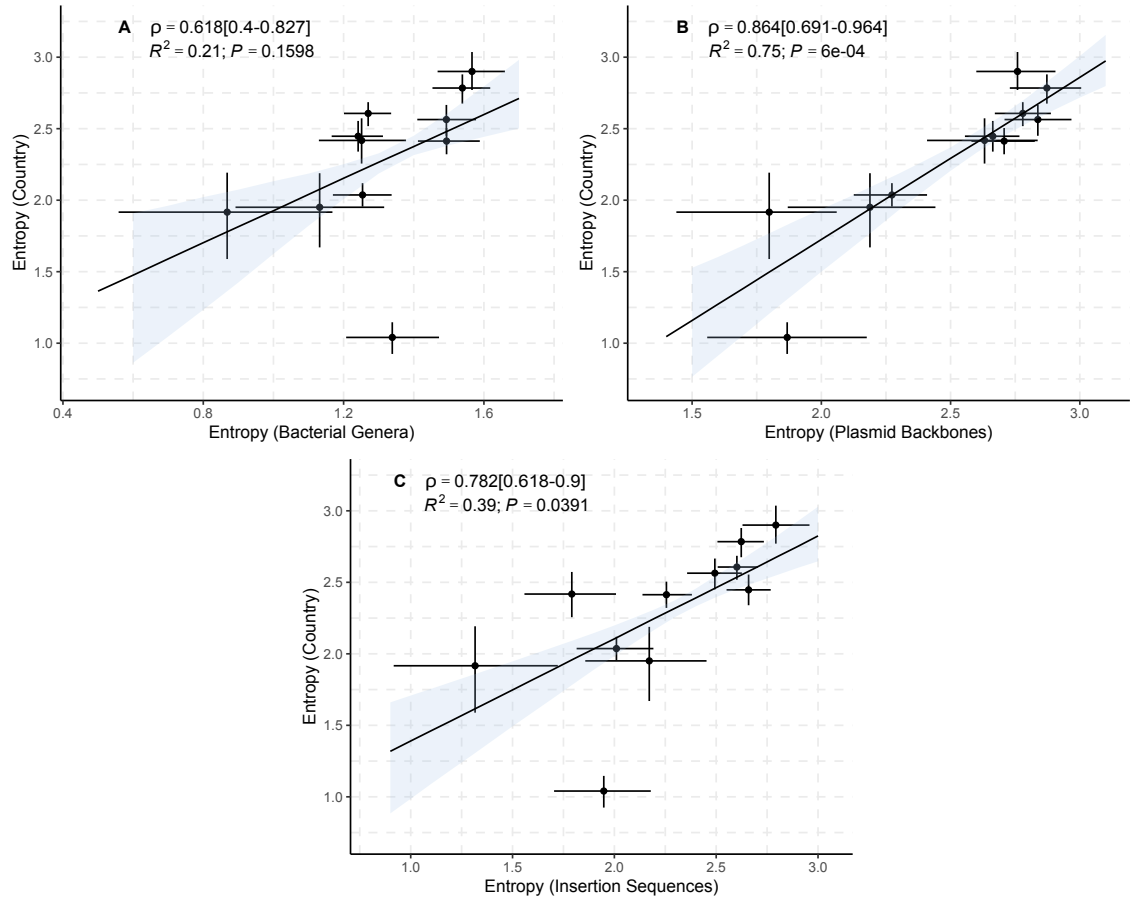 A ρ = 0.618[0.4-0.827]
R² = 0.21; P = 0.1598
Entropy (Country)
3.0
2.5
2.0
1.5
1.0
0.4 0.8 1.2 1.6
Entropy (Bacterial Genera)
B ρ = 0.864[0.691-0.964]
R² = 0.75; P = 6e-04
Entropy (Country)
3.0
2.5
2.0
1.5
1.0
1.5 2.0 2.5 3.0
Entropy (Plasmid Backbones)
C ρ = 0.782[0.618-0.9]
R² = 0.39; P = 0.0391
Entropy (Country)
3.0
2.5
2.0
1.5
1.0
1.0 1.5 2.0 2.5 3.0
Entropy (Insertion Sequences)